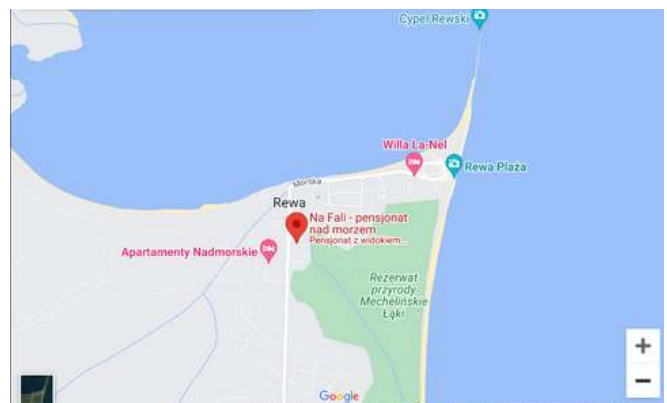 Cypel Rewski
Willa La-Nel
Rewa Plaża
Morska
Rewa
Na Fali - pensjonat
nad morzem
Pensjonat z widokiem...
Apartamenty Nadmorskie
Rezerwat
przyrody
Mechelińskie
Łąki
+
−
Google